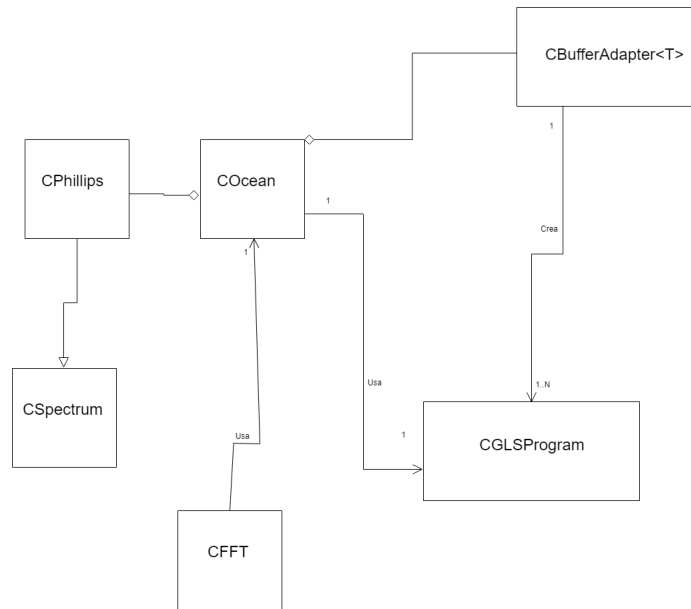 CBufferAdapter<T>
1
CPhillips
COcean
1
Crea
1
CSpectrum
Usa
1..N
Usa
1
CGLSProgram
CFFT